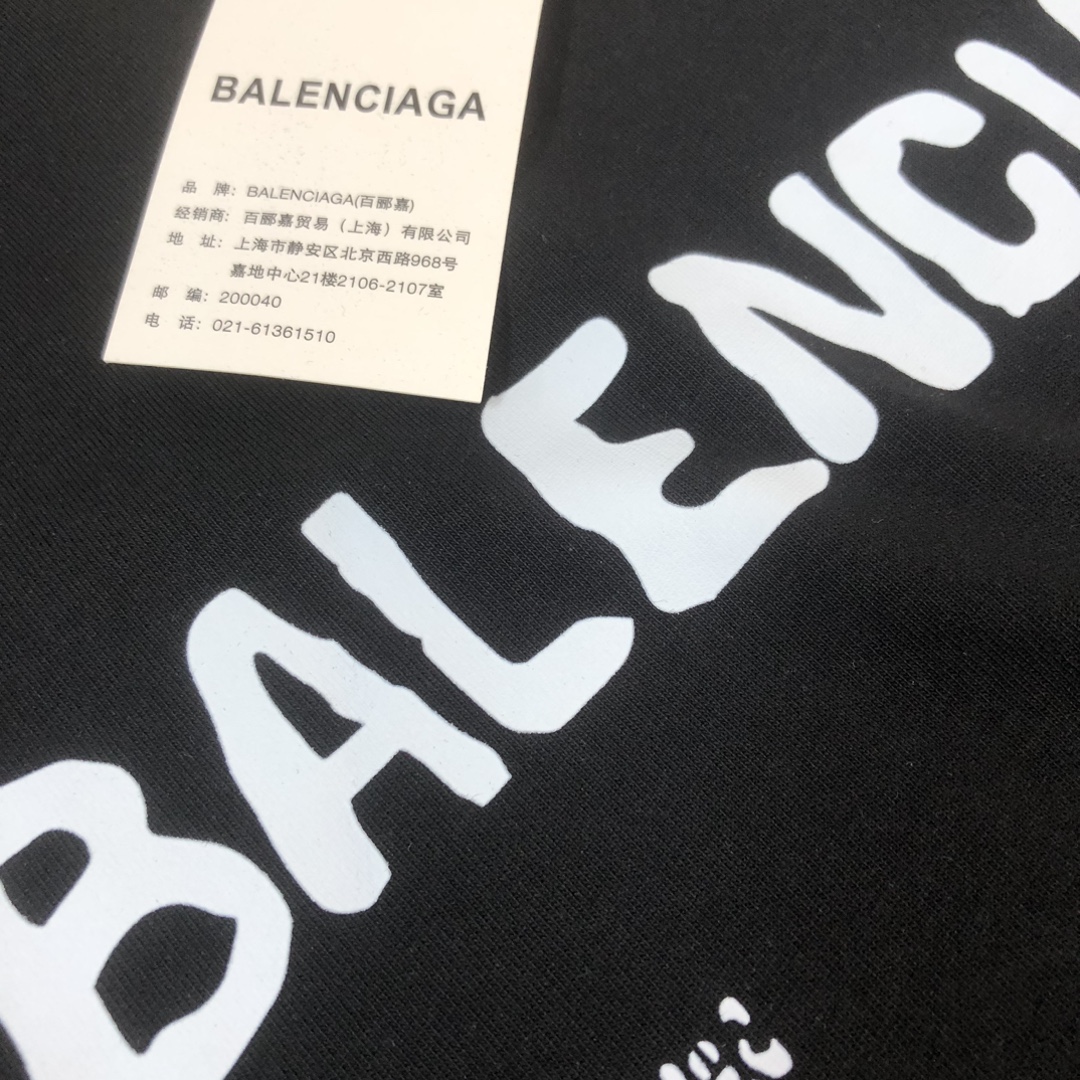 BALENCIAGA
品 牌: BALENCIAGA(百郦嘉)
经销商: 百郦嘉贸易（上海）有限公司
地 址: 上海市静安区北京西路968号
嘉地中心21楼2106-2107室
邮 编: 200040
电 话: 021-61361510
BALENCI